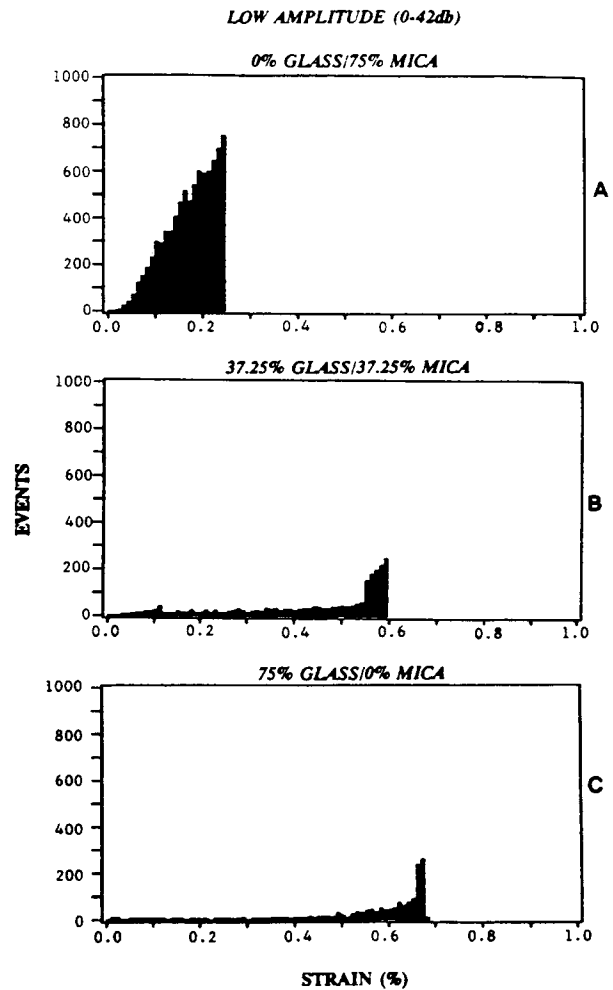 LOW AMPLITUDE (0-42db)
0% GLASS/75% MICA
1000
800
600
400
200
0
0.0 0.2 0.4 0.6 0.8 1.0
A
37.25% GLASS/37.25% MICA
1000
800
600
400
200
0
0.0 0.2 0.4 0.6 0.8 1.0
B
EVENTS
75% GLASS/0% MICA
1000
800
600
400
200
0
0.0 0.2 0.4 0.6 0.8 1.0
C
STRAIN (%)